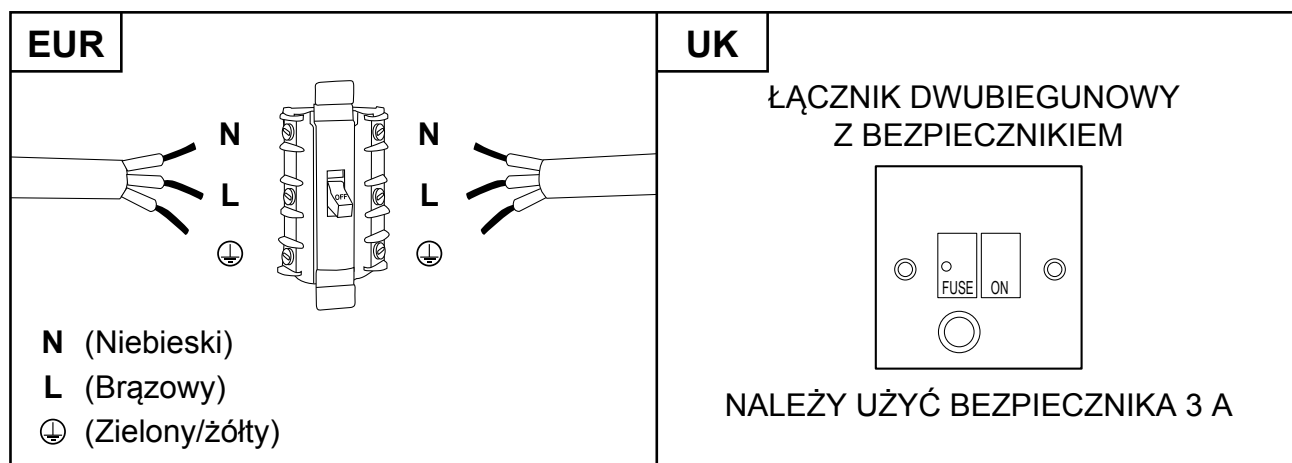 EUR
N
N
L
L
OFF
N (Niebieski)
L (Brązowy)
(Zielony/żółty)
UK
ŁĄCZNIK DWUBIEGUNOWY
Z BEZPIECZNIKIEM
FUSE ON
NALEŻY UŻYĆ BEZPIECZNIKA 3 A